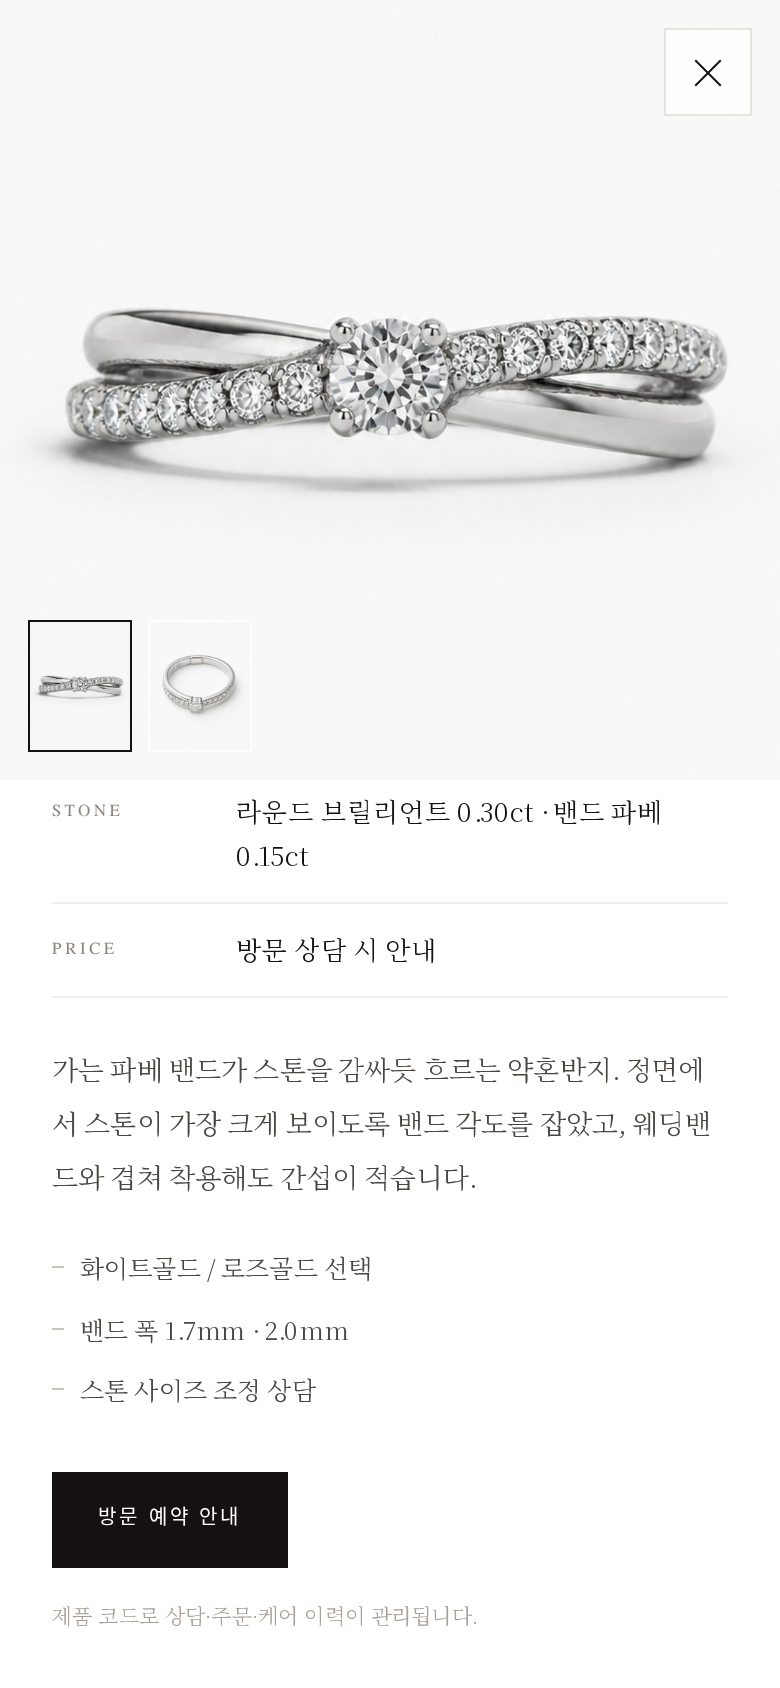 STONE
라운드 브릴리언트 0.30ct · 밴드 파베
0.15ct
PRICE
방문 상담 시 안내
가는 파베 밴드가 스톤을 감싸듯 흐르는 약혼반지. 정면에
서 스톤이 가장 크게 보이도록 밴드 각도를 잡았고, 웨딩밴
드와 겹쳐 착용해도 간섭이 적습니다.
– 화이트골드 / 로즈골드 선택
– 밴드 폭 1.7mm · 2.0mm
– 스톤 사이즈 조정 상담
방문 예약 안내
제품 코드로 상담·주문·케어 이력이 관리됩니다.